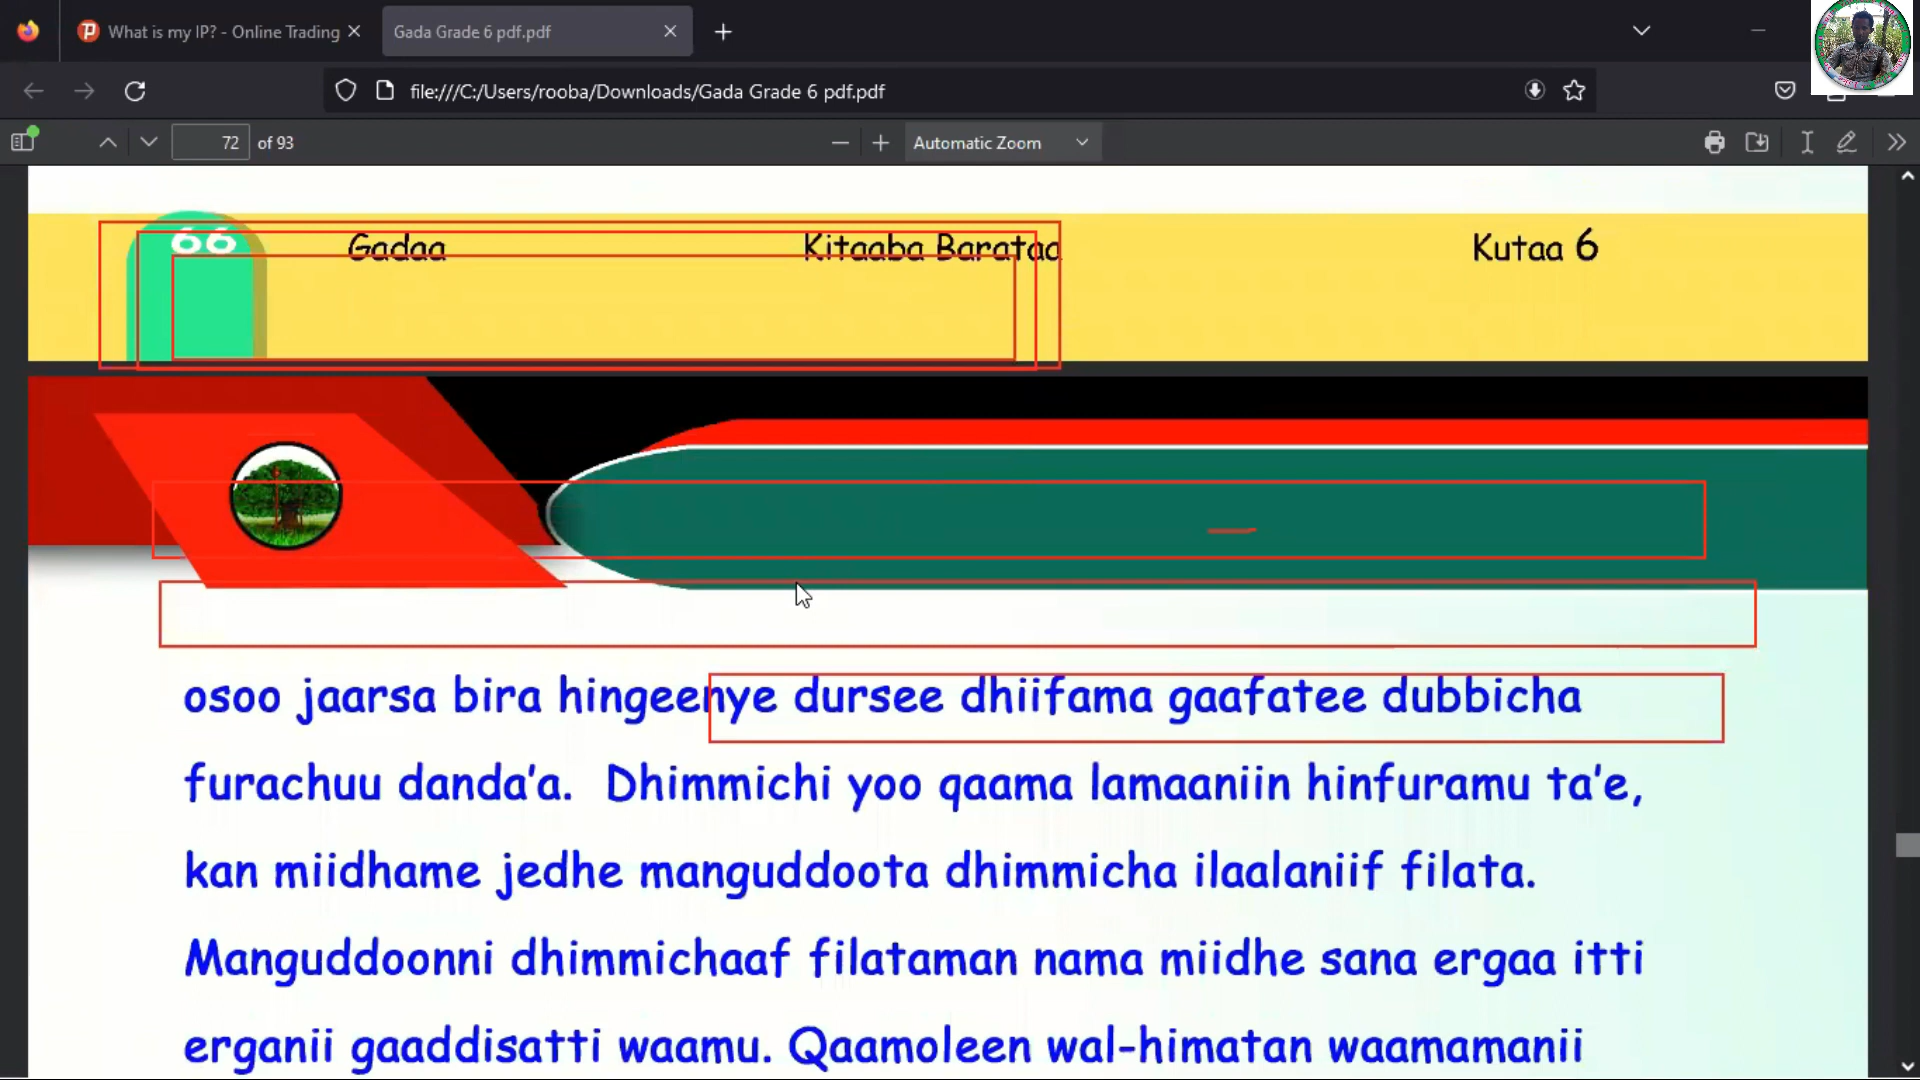 What is my IP? - Online Trading
Gada Grade 6 pdf.pdf
file:///C:/Users/rooba/Downloads/Gada Grade 6 pdf.pdf
72 of 93
Automatic Zoom
66 Gadaa Kitaaba Barataa Kutaa 6
osoo jaarsa bira hingeenye dursee dhiifama gaafatee dubbicha
furachuu danda’a. Dhimmichi yoo qaama lamaaniin hinfuramu ta’e,
kan miidhame jedhe manguddoota dhimmicha ilaalaniif filata.
Manguddoonni dhimmichaaf filataman nama miidhe sana ergaa itti
erganii gaaddisatti waamu. Qaamoleen wal-himatan waamamanii